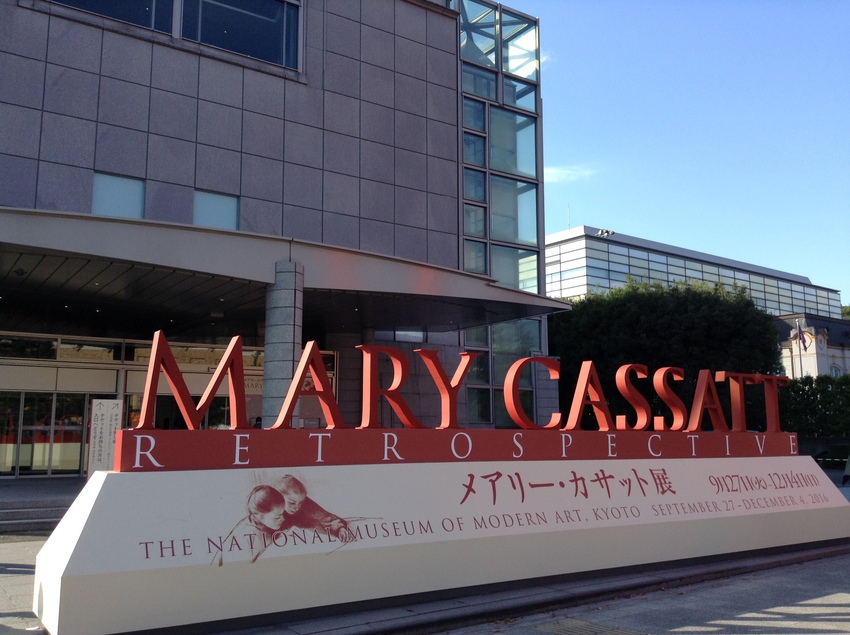 MARY CASSATT
RETROSPECTIVE
メアリー・カサット展 9月27日(火)-12月4日(日)
THE NATIONAL MUSEUM OF MODERN ART, KYOTO SEPTEMBER 27–DECEMBER 4, 2016